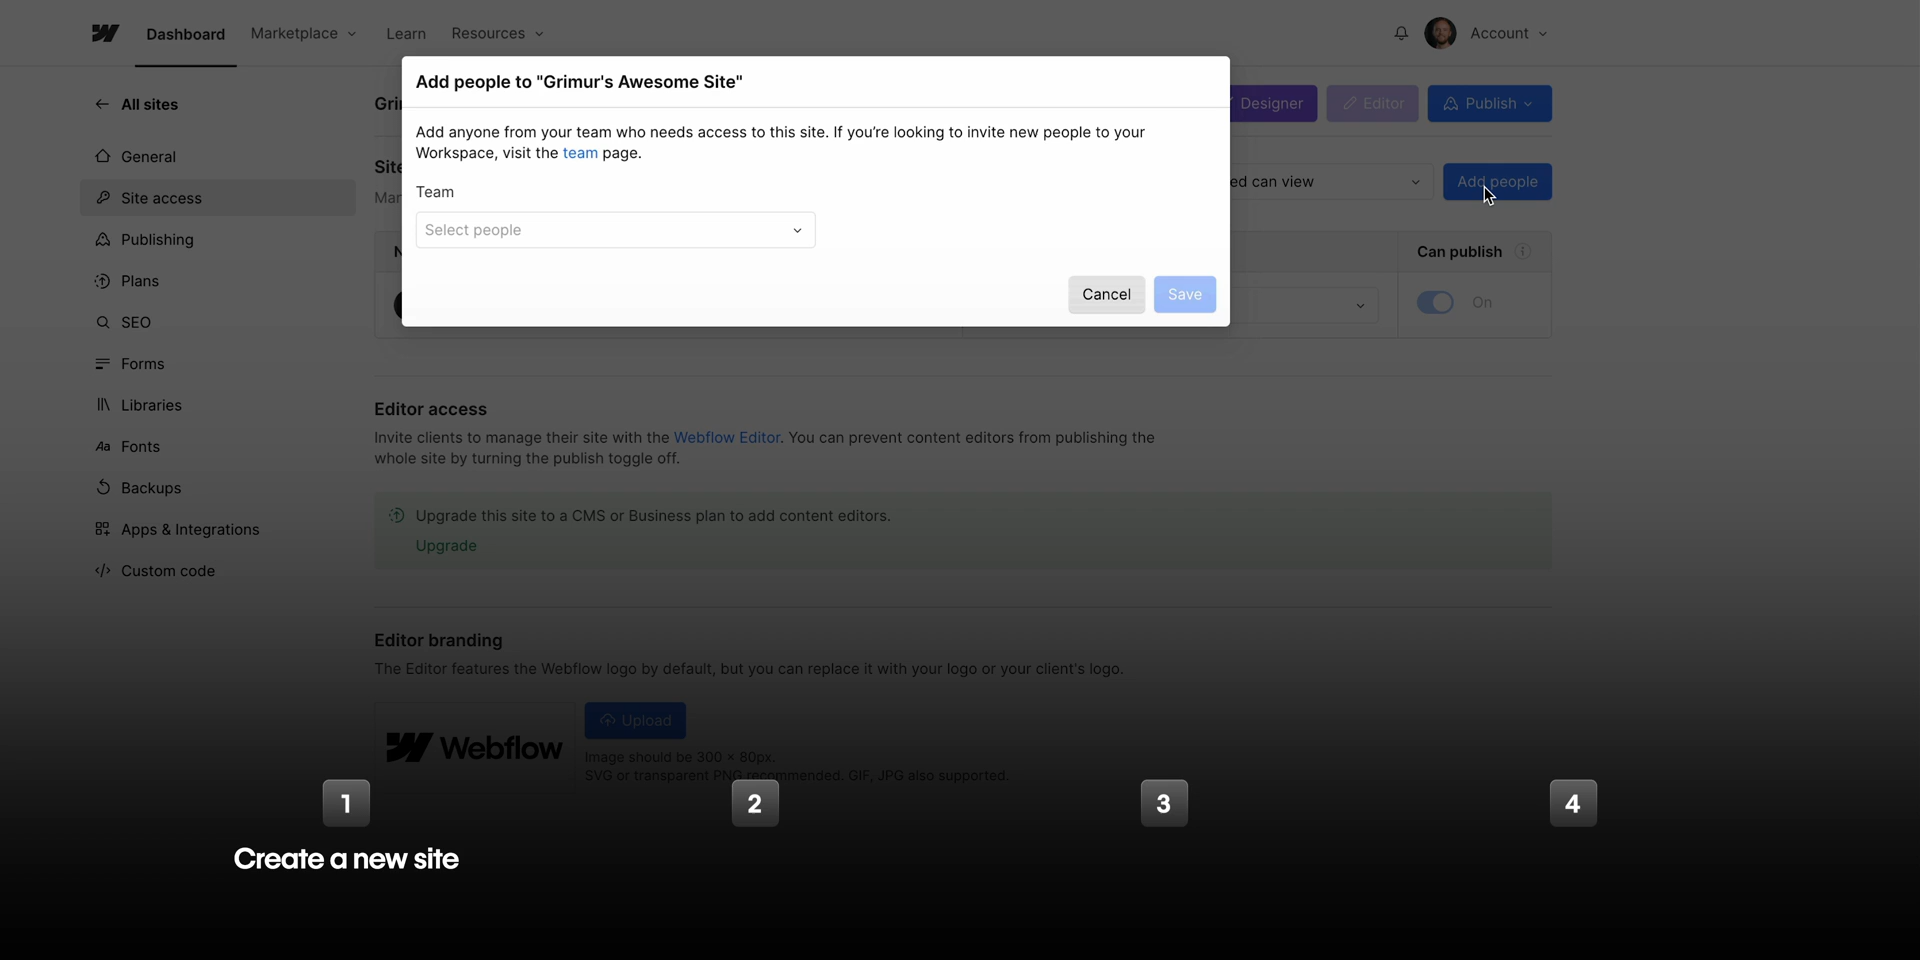 Dashboard
Marketplace
Learn
Resources
Account
Add people to "Grimur's Awesome Site"
All sites
Designer
Editor
Publish
Add anyone from your team who needs access to this site. If you're looking to invite new people to your
Workspace, visit the team page.
General
Site access
ed can view
Add people
Team
Select people
Publishing
Can publish
Plans
Cancel
Save
On
SEO
Forms
Libraries
Editor access
Invite clients to manage their site with the Webflow Editor. You can prevent content editors from publishing the
whole site by turning the publish toggle off.
Aa Fonts
Backups
Upgrade this site to a CMS or Business plan to add content editors.
Upgrade
Apps & Integrations
Custom code
Editor branding
The Editor features the Webflow logo by default, but you can replace it with your logo or your client's logo.
Upload
Webflow
Image should be 300 × 80px.
SVG or transparent PNG recommended, GIF, JPG also supported.
1
2
3
4
Create a new site